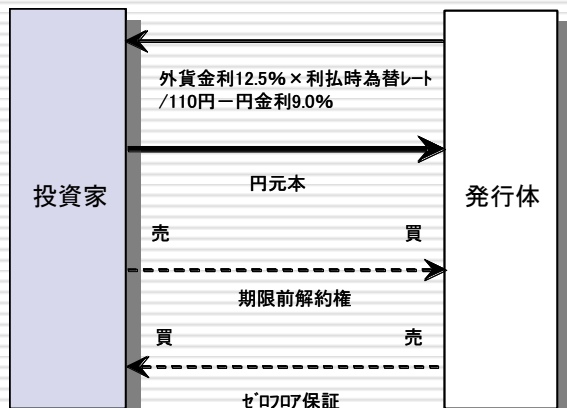 外貨金利12.5%×利払時為替ﾚｰﾄ
/110円－円金利9.0%
円元本
投資家
発行体
売
買
期限前解約権
買
売
ｾﾞﾛﾌﾛｱ保証